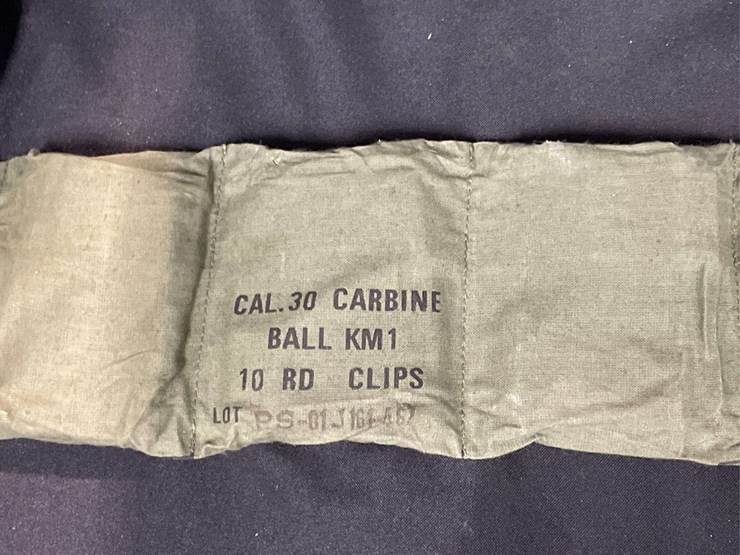 CAL. 30 CARBINE
BALL KM1
10 RD CLIPS
LOT